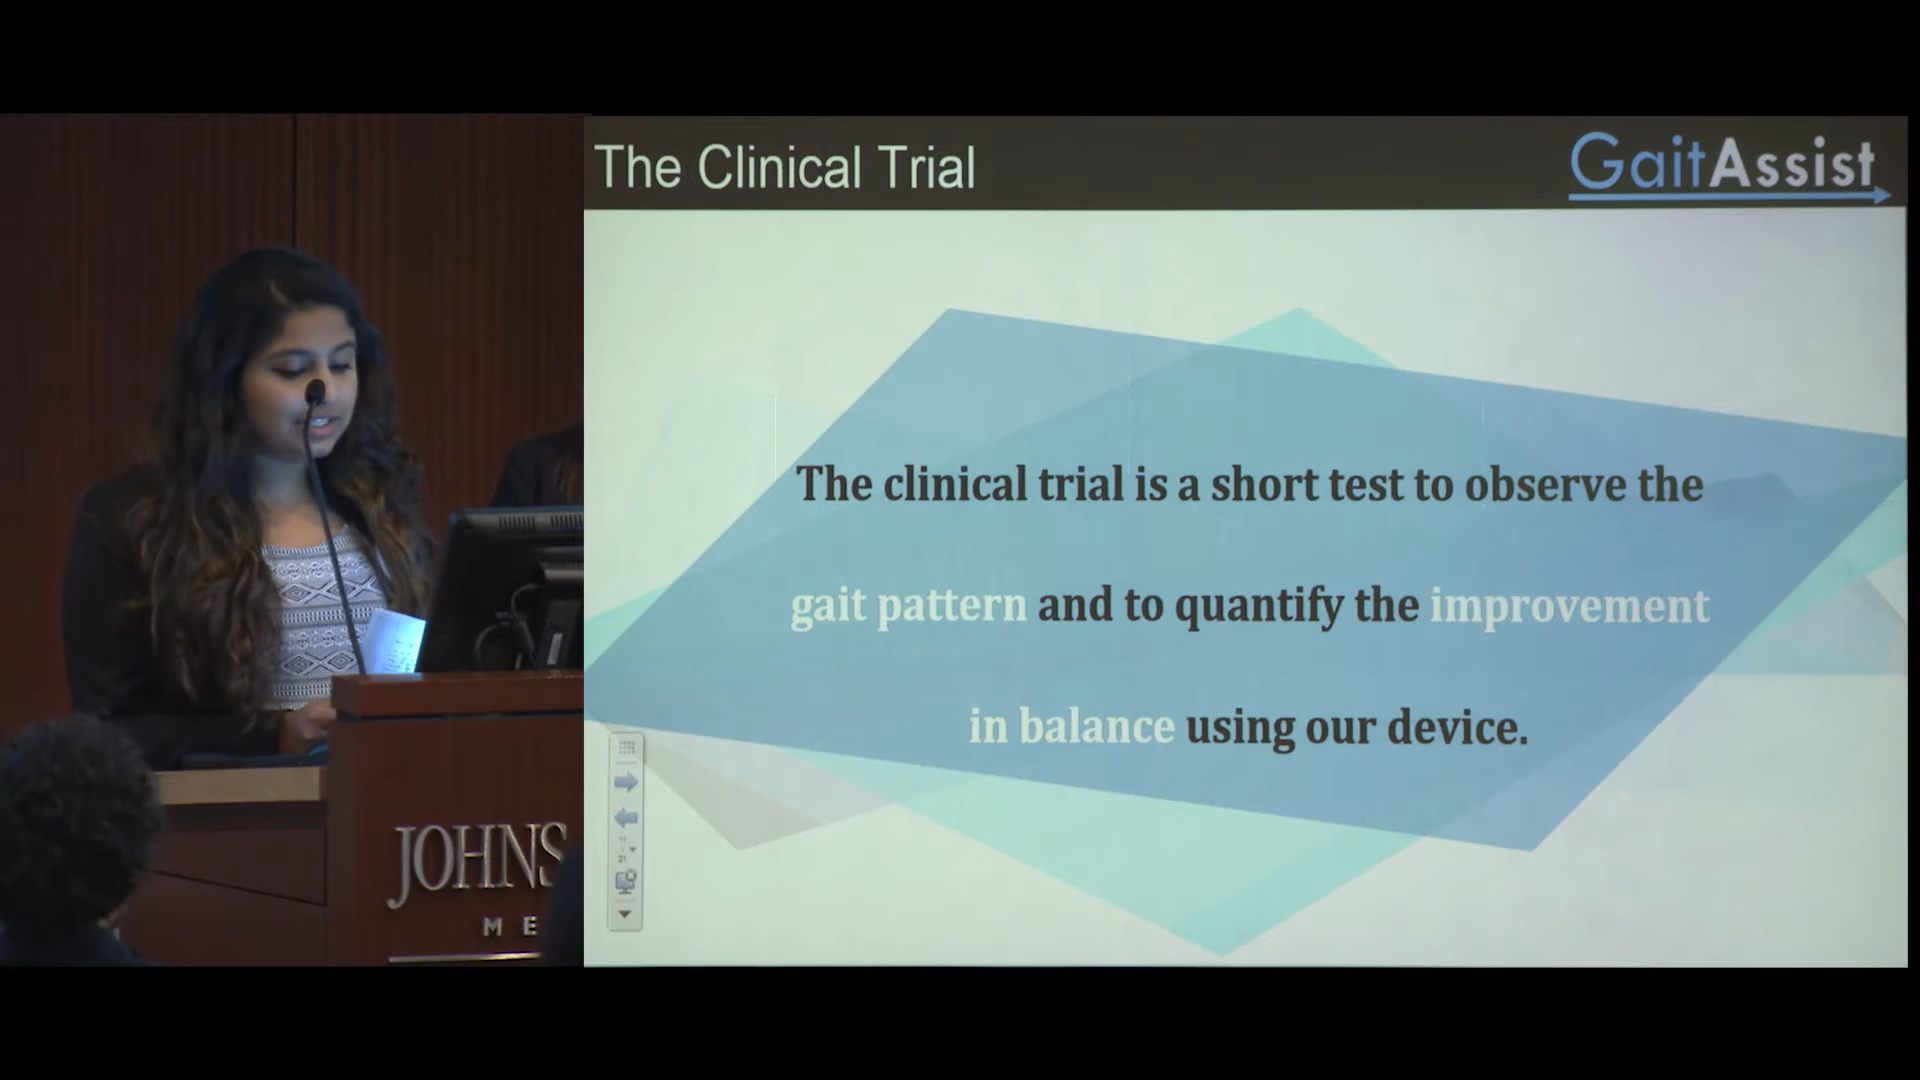 The Clinical Trial
GaitAssist
The clinical trial is a short test to observe the
gait pattern and to quantify the improvement
in balance using our device.
JOHNS
ME